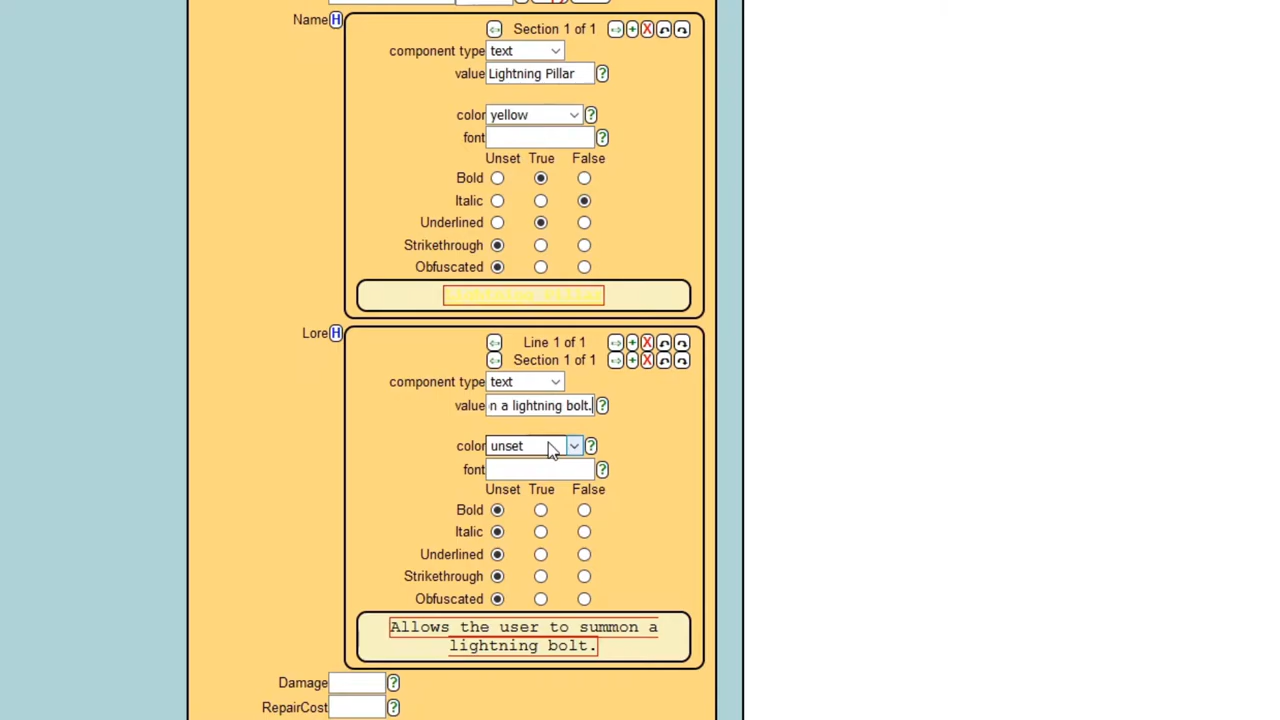 Name H
Section 1 of 1 + X
component type text
value Lightning Pillar ?
color yellow ?
font ?
Unset True False
Bold
Italic
Underlined
Strikethrough
Obfuscated
Lore H
Line 1 of 1 + X
Section 1 of 1 + X
component type text
value n a lightning bolt. ?
color unset ?
font ?
Unset True False
Bold
Italic
Underlined
Strikethrough
Obfuscated
Allows the user to summon a
lightning bolt.
Damage ?
RepairCost ?